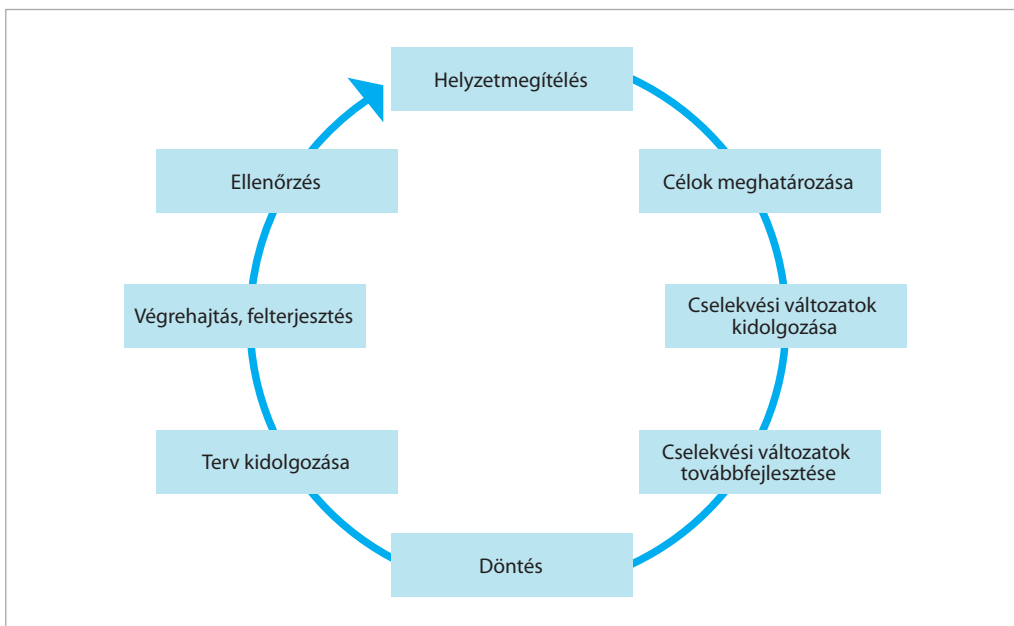 Helyzetmegítélés
Célok meghatározása
Cselekvési változatok
kidolgozása
Cselekvési változatok
továbbfejlesztése
Döntés
Terv kidolgozása
Végrehajtás, felterjesztés
Ellenőrzés